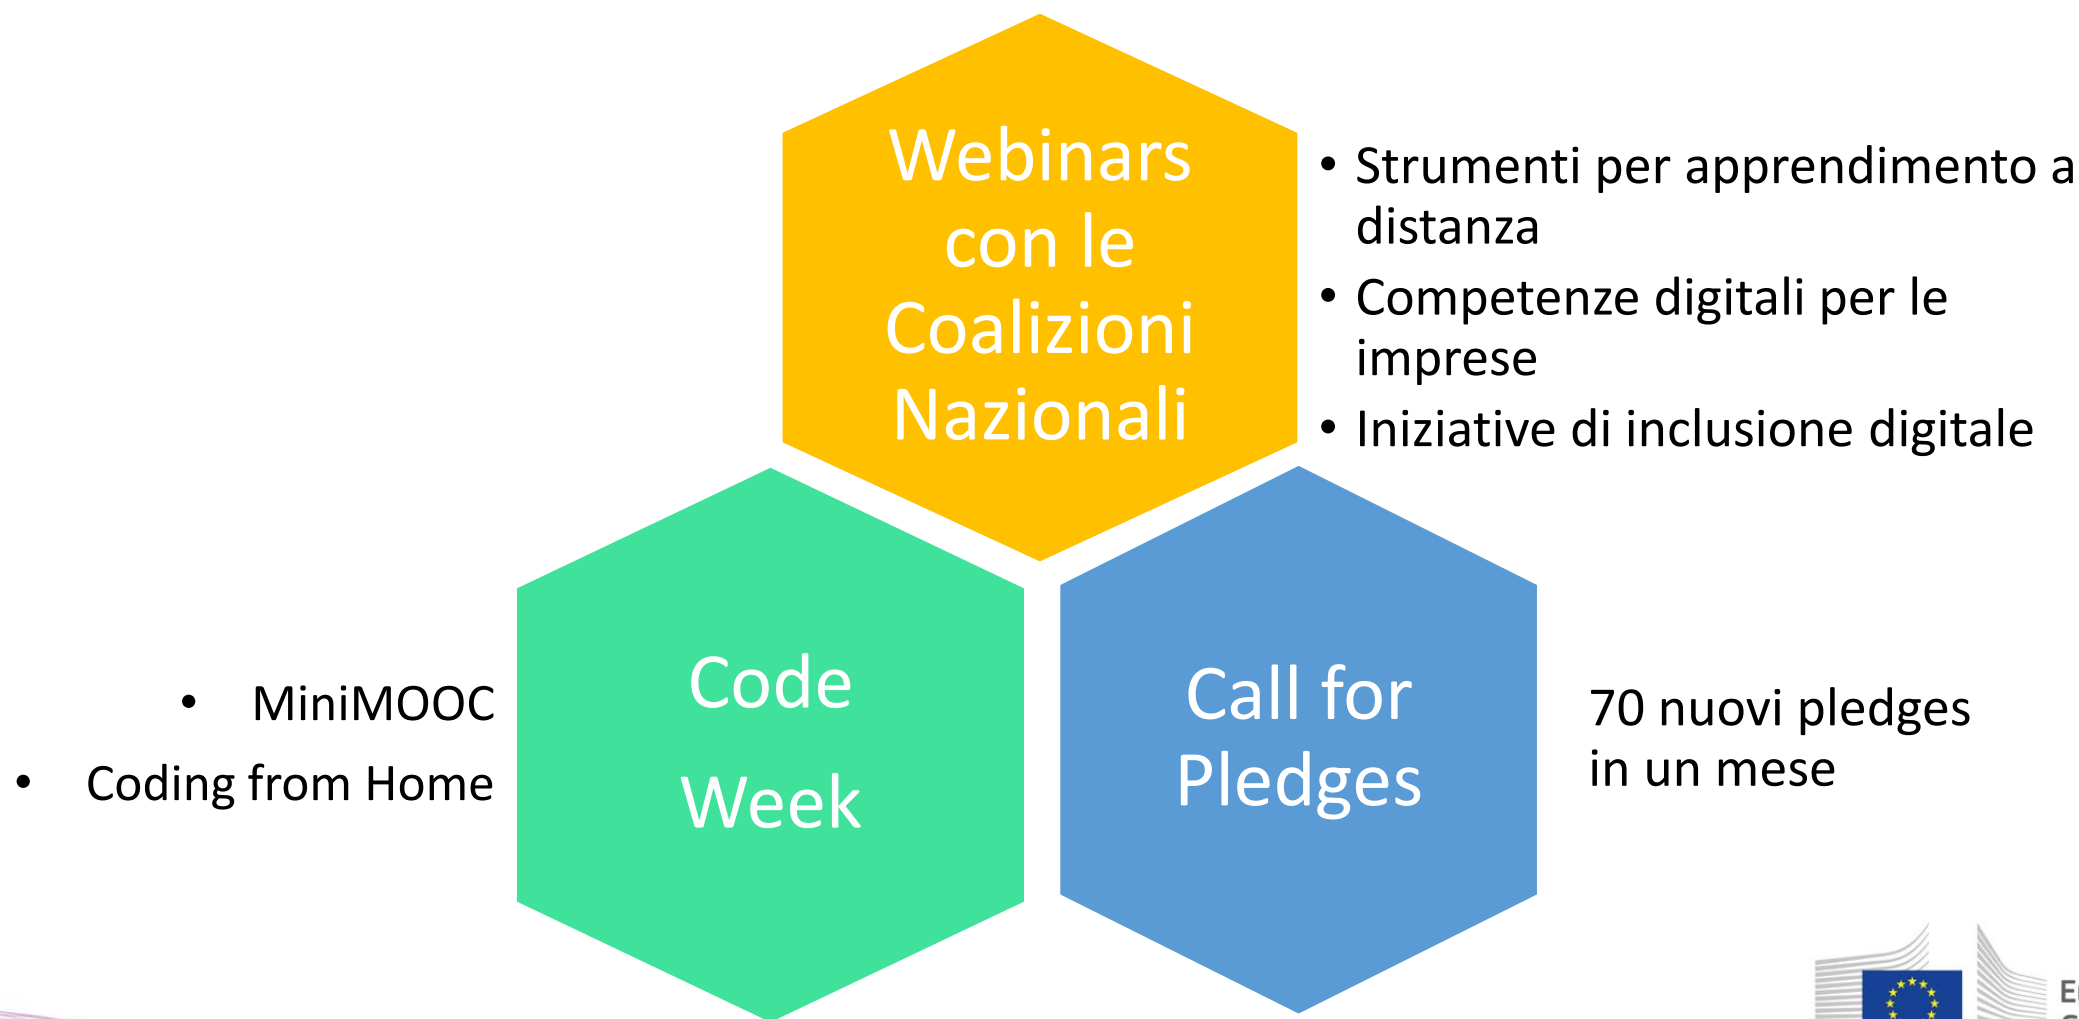 Webinars
con le
Coalizioni
Nazionali
• Strumenti per apprendimento a
distanza
• Competenze digitali per le
imprese
• Iniziative di inclusione digitale
Code
Week
• MiniMOOC
• Coding from Home
Call for
Pledges
70 nuovi pledges
in un mese